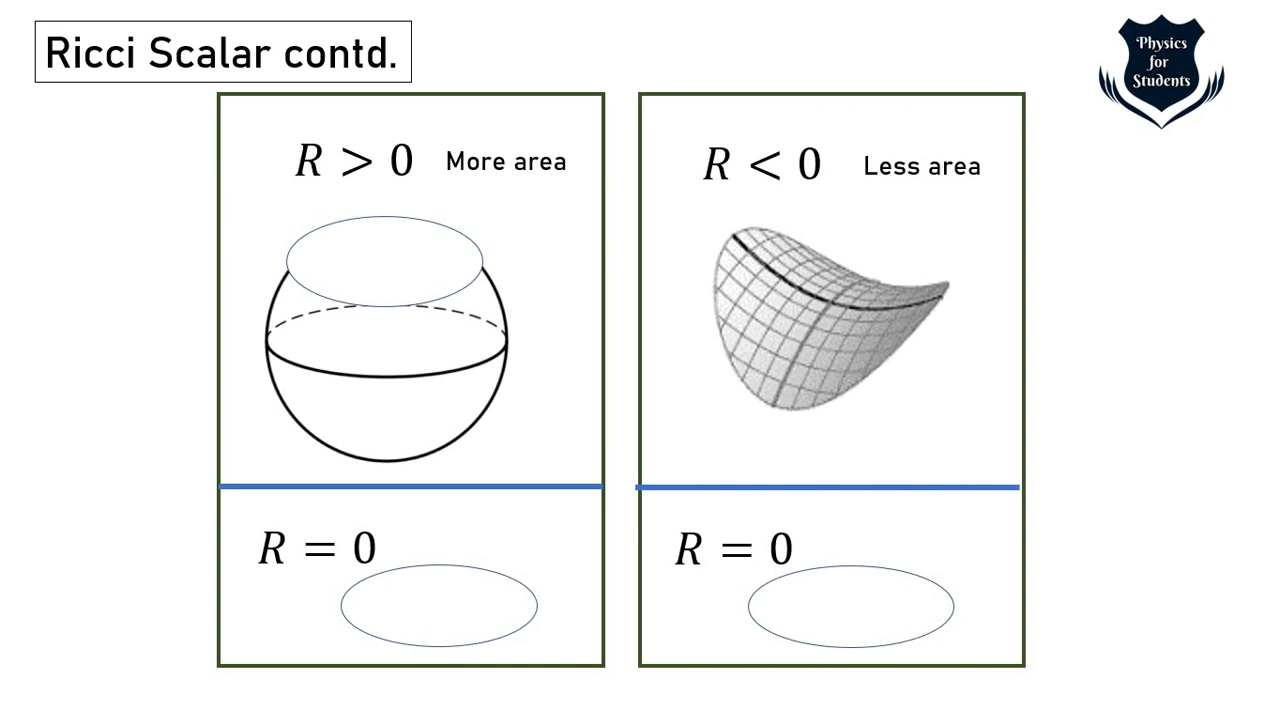 Ricci Scalar contd.
Physics
for
Students
R > 0 More area
R < 0 Less area
R = 0
R = 0